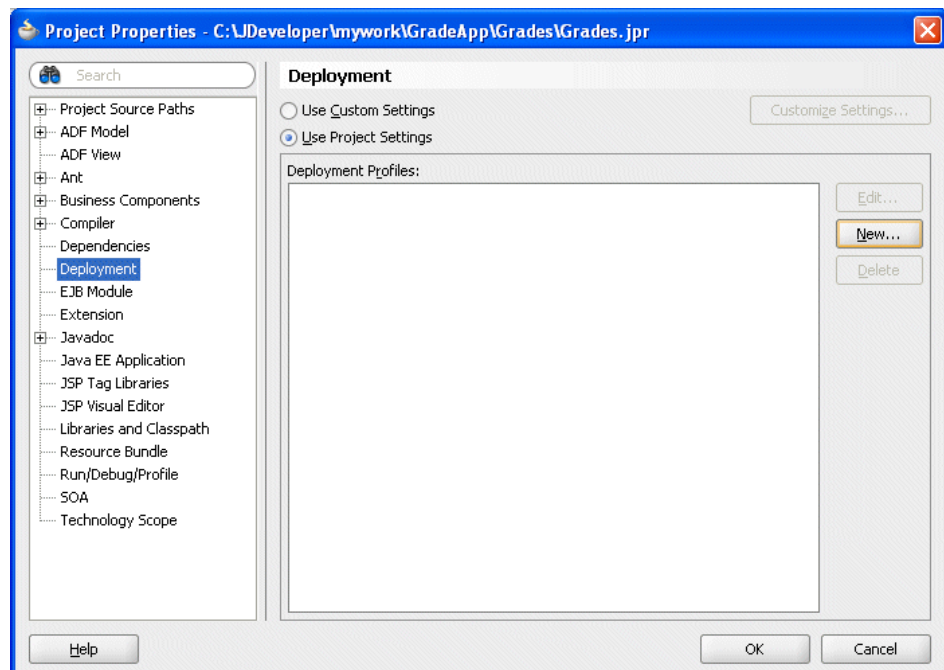 Project Properties - C:\JDeveloper\mywork\GradeApp\Grades\Grades.jpr
Search
Project Source Paths
ADF Model
ADF View
Ant
Business Components
Compiler
Dependencies
Deployment
EJB Module
Extension
Javadoc
Java EE Application
JSP Tag Libraries
JSP Visual Editor
Libraries and Classpath
Resource Bundle
Run/Debug/Profile
SOA
Technology Scope
Deployment
Use Custom Settings
Customize Settings...
Use Project Settings
Deployment Profiles:
Edit...
New...
Delete
Help
OK
Cancel